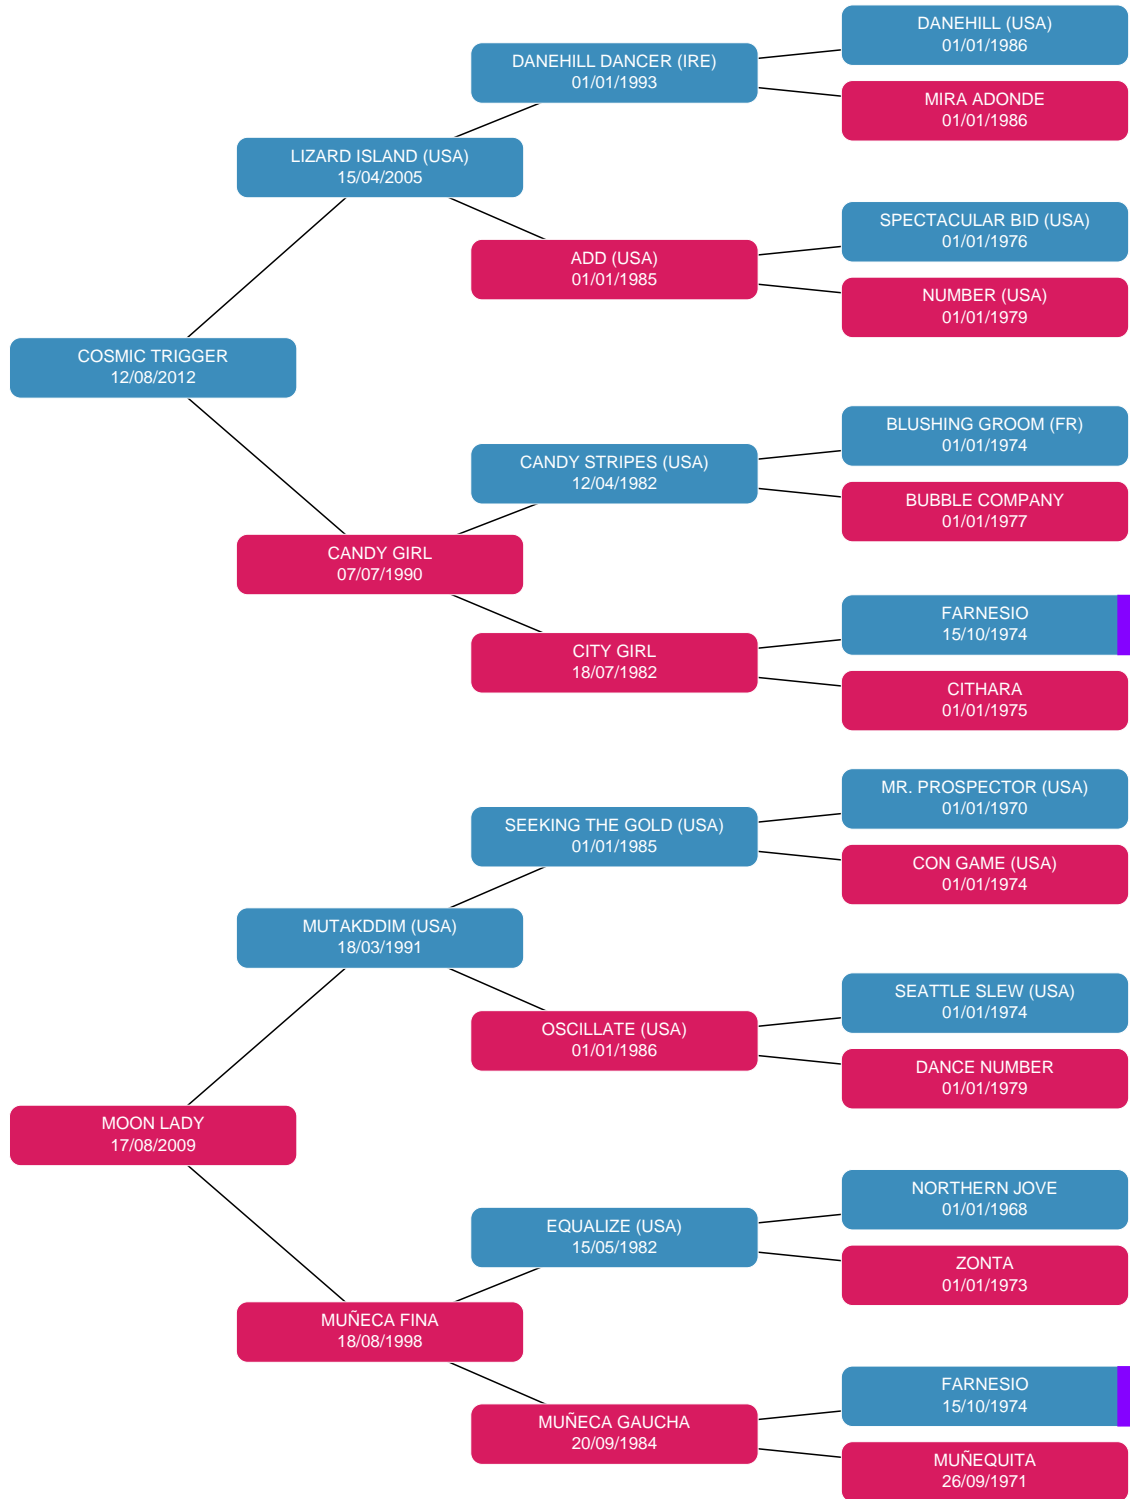 DANEHILL (USA)
01/01/1986
DANEHILL DANCER (IRE)
01/01/1993
MIRA ADONDE
01/01/1986
LIZARD ISLAND (USA)
15/04/2005
SPECTACULAR BID (USA)
01/01/1976
ADD (USA)
01/01/1985
NUMBER (USA)
01/01/1979
COSMIC TRIGGER
12/08/2012
BLUSHING GROOM (FR)
01/01/1974
CANDY STRIPES (USA)
12/04/1982
BUBBLE COMPANY
01/01/1977
CANDY GIRL
07/07/1990
FARNESIO
15/10/1974
CITY GIRL
18/07/1982
CITHARA
01/01/1975
MR. PROSPECTOR (USA)
01/01/1970
SEEKING THE GOLD (USA)
01/01/1985
CON GAME (USA)
01/01/1974
MUTAKDDIM (USA)
18/03/1991
SEATTLE SLEW (USA)
01/01/1974
OSCILLATE (USA)
01/01/1986
DANCE NUMBER
01/01/1979
MOON LADY
17/08/2009
NORTHERN JOVE
01/01/1968
EQUALIZE (USA)
15/05/1982
ZONTA
01/01/1973
MUÑECA FINA
18/08/1998
FARNESIO
15/10/1974
MUÑECA GAUCHA
20/09/1984
MUÑEQUITA
26/09/1971